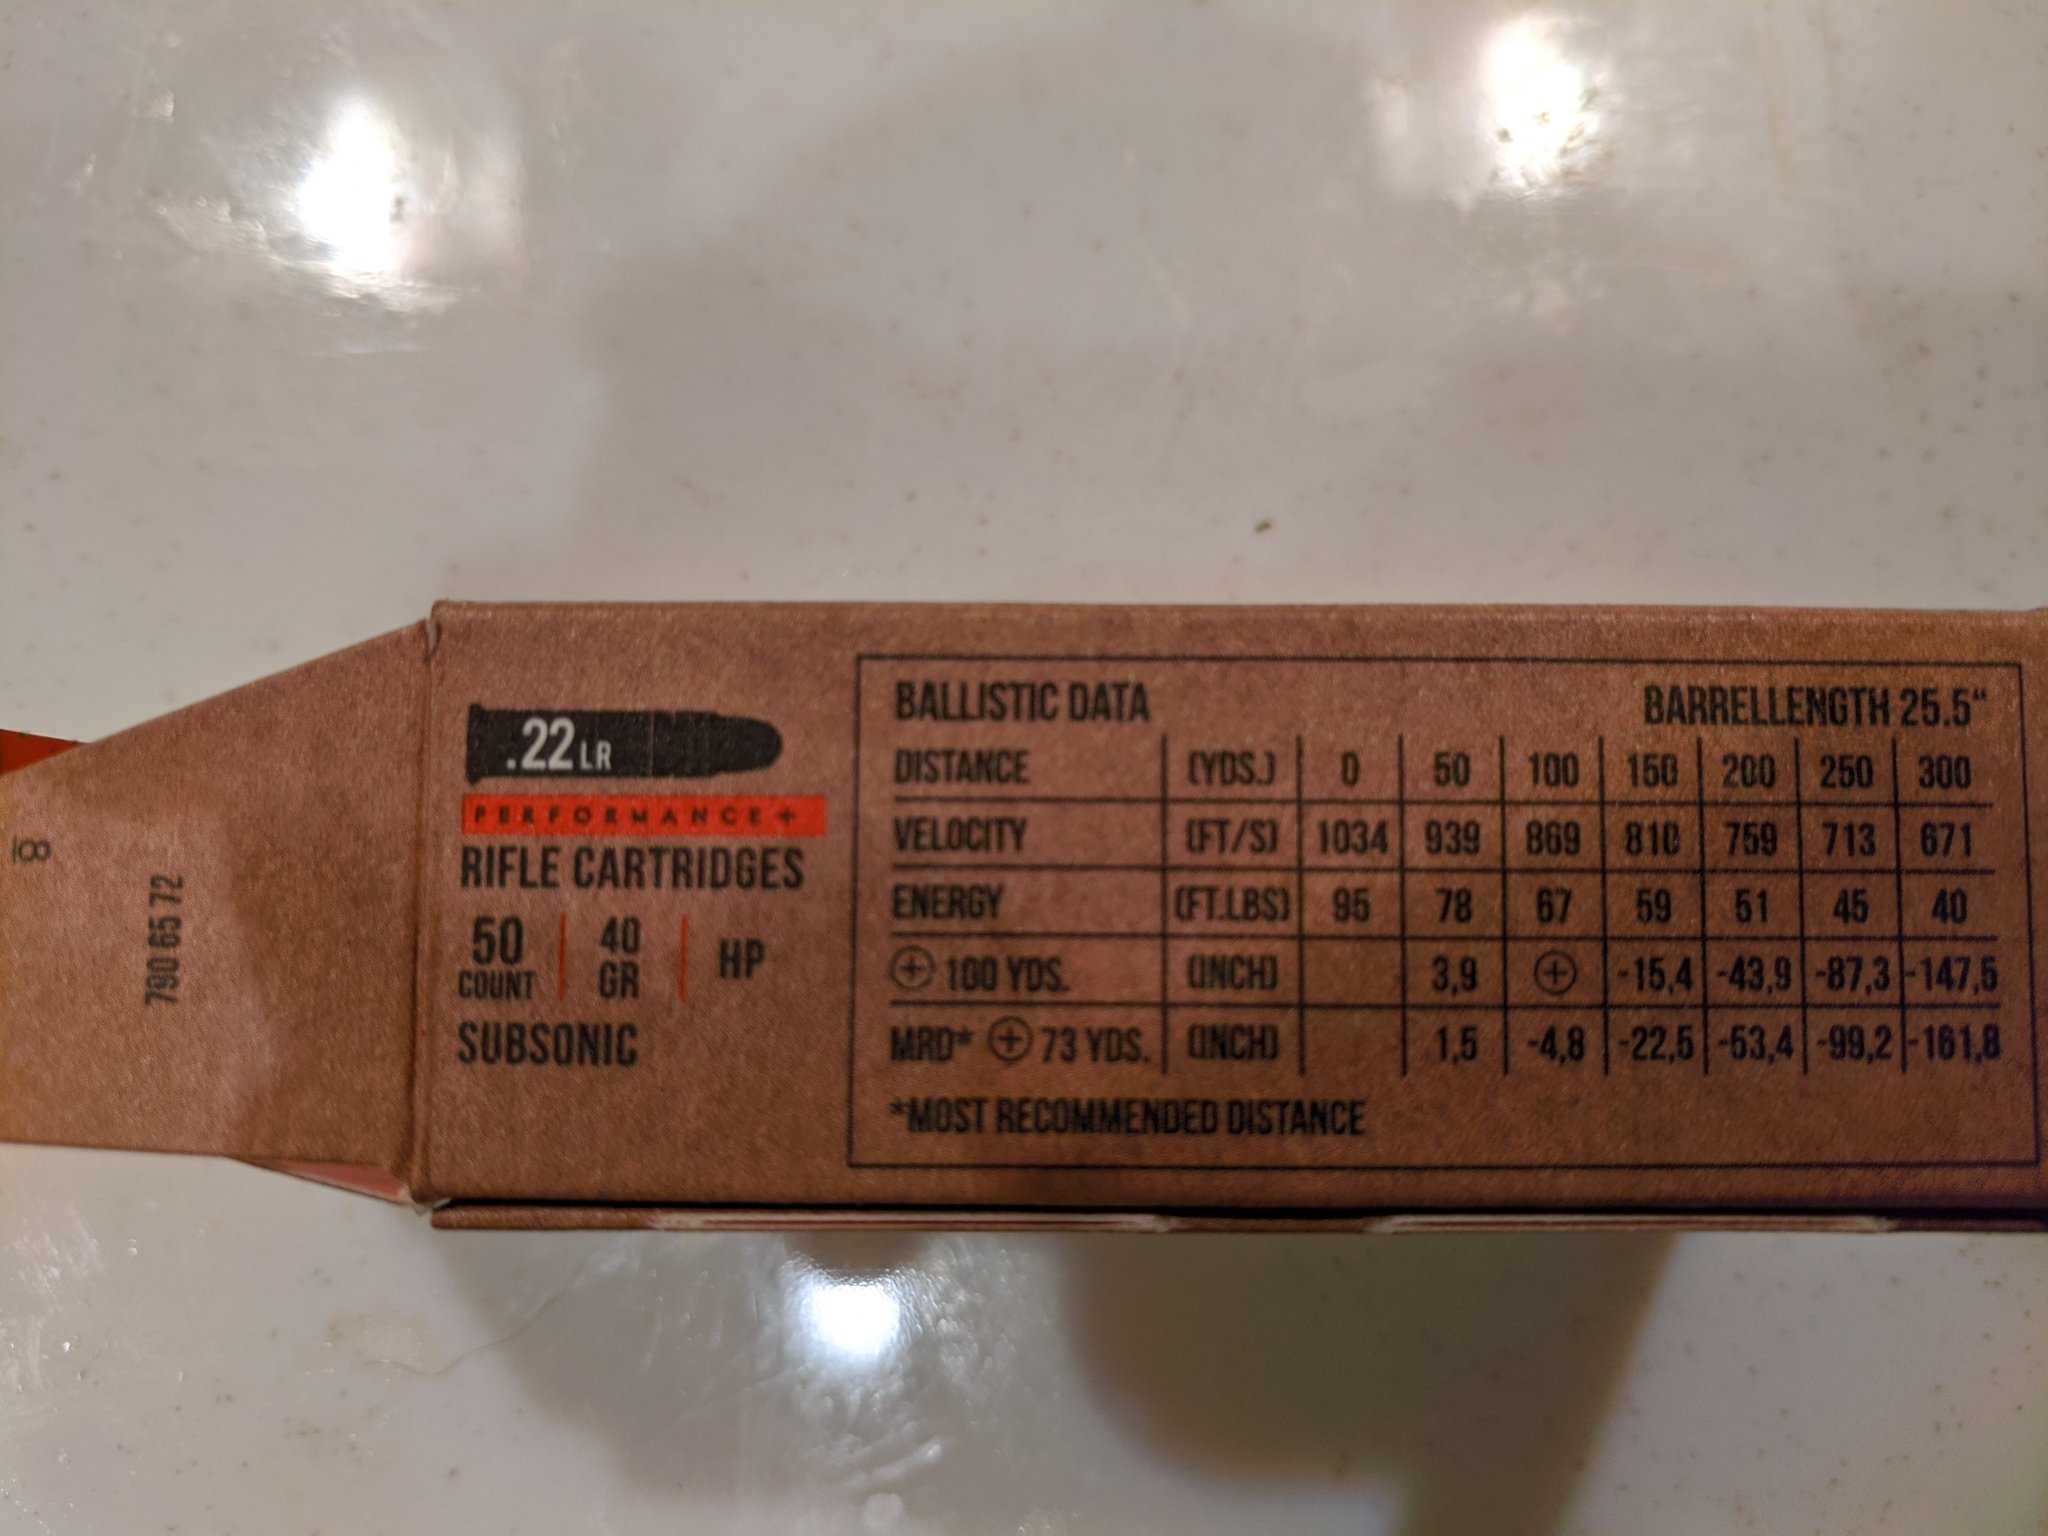 18
790 65 72
.22 LR
PERFORMANCE +
RIFLE CARTRIDGES
50 COUNT | 40 GR | HP
SUBSONIC
BALLISTIC DATA BARRELLENGTH 25.5“
DISTANCE (YDS.) 0 50 100 150 200 250 300
VELOCITY (FT/S) 1034 939 869 810 759 713 671
ENERGY (FT.LBS) 95 78 67 59 51 45 40
⊕ 100 YDS. (INCH) 3,9 ⊕ -15,4 -43,9 -87,3 -147,5
MRD* ⊕ 73 YDS. (INCH) 1,5 -4,8 -22,5 -53,4 -99,2 -161,8
*MOST RECOMMENDED DISTANCE